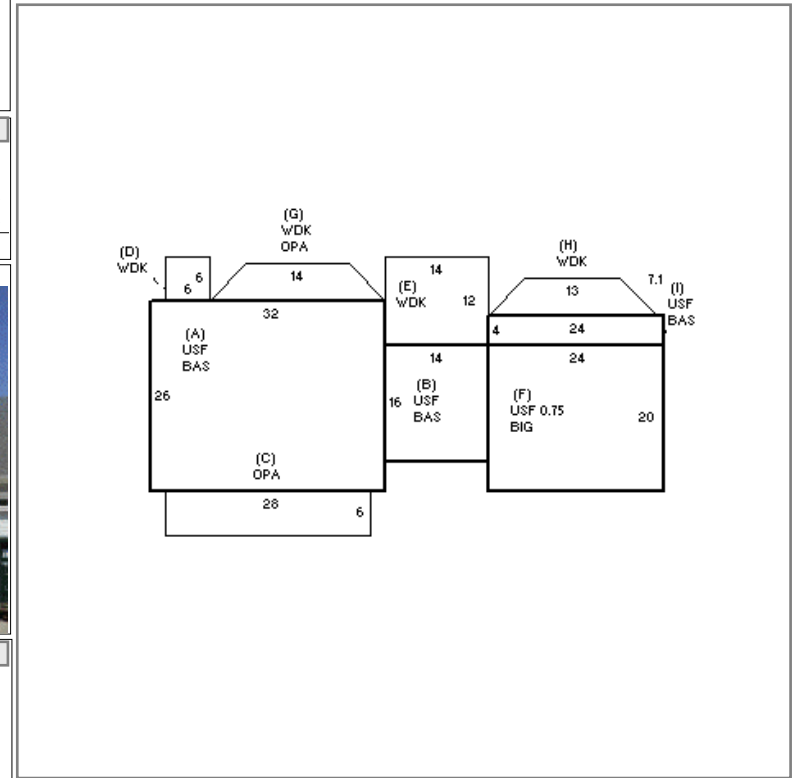 (G)
WDK
OPA
(D)
WDK
6
6
14
(E)
WDK
14
12
(H)
WDK
13
7.1
(I)
USF
BAS
32
(A)
USF
BAS
26
4
24
14
(B)
USF
BAS
16
24
(F)
USF 0.75
BIG
20
(C)
OPA
28
6